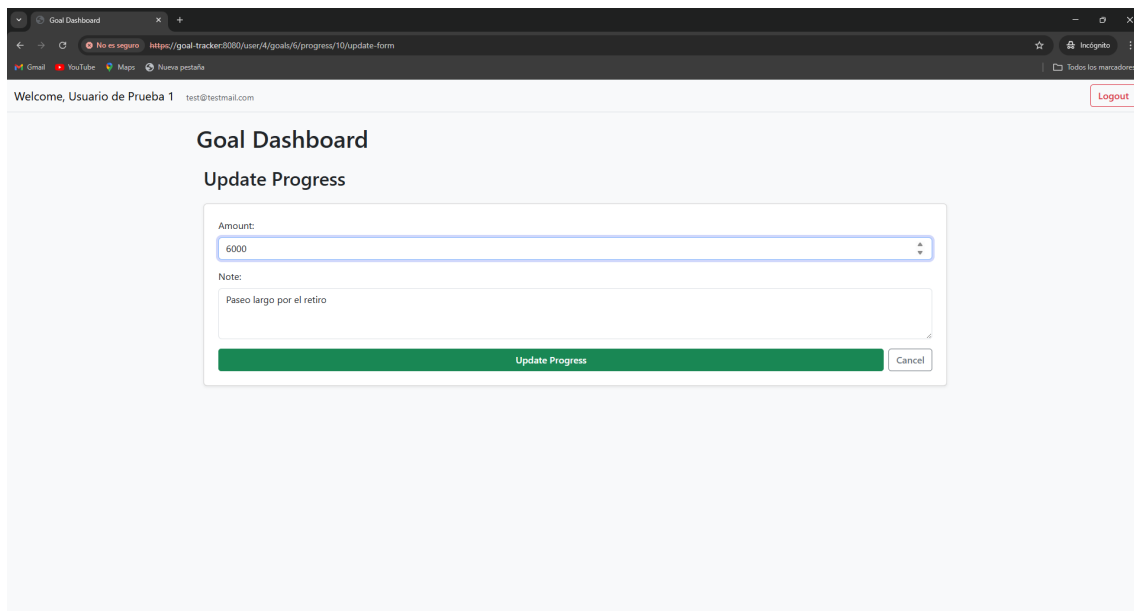 Goal Dashboard
No es seguro https://goal-tracker:8080/user/4/goals/6/progress/10/update-form Incógnito
Gmail YouTube Maps Nueva pestaña Todos los marcadores
Welcome, Usuario de Prueba 1 test@testmail.com Logout
Goal Dashboard
Update Progress
Amount:
6000
Note:
Paseo largo por el retiro
Update Progress Cancel